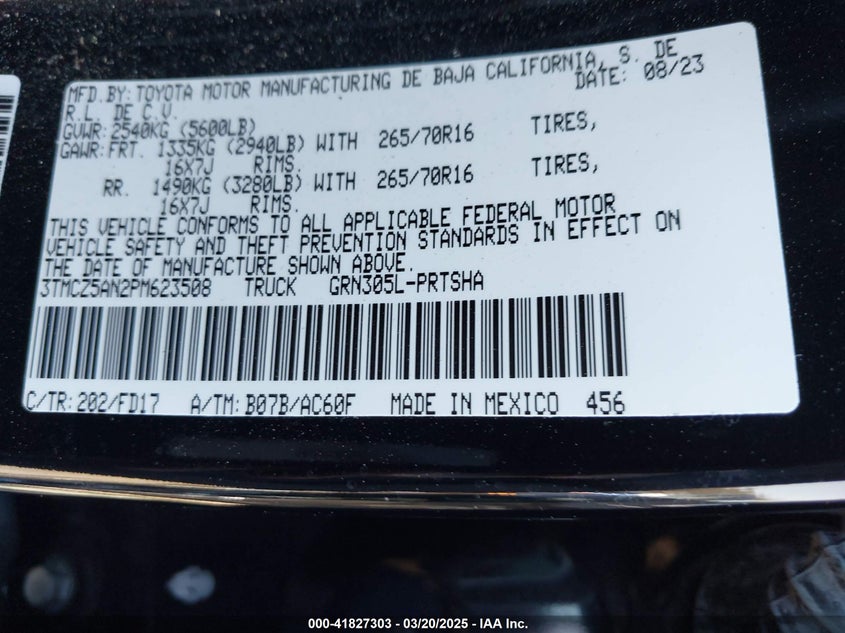 MFD.BY: TOYOTA MOTOR MANUFACTURING DE BAJA CALIFORNIA, S. DE
R.L. DE C.V. DATE: 08/23
GVWR: 2540KG (5600LB)
GAWR: FRT. 1335KG (2940LB) WITH 265/70R16 TIRES,
16X7J RIMS.
RR. 1490KG (3280LB) WITH 265/70R16 TIRES,
16X7J RIMS.
THIS VEHICLE CONFORMS TO ALL APPLICABLE FEDERAL MOTOR
VEHICLE SAFETY AND THEFT PREVENTION STANDARDS IN EFFECT ON
THE DATE OF MANUFACTURE SHOWN ABOVE.
3TMCZ5AN2PM623508 TRUCK GRN305L-PRTSHA
C/TR: 202/FD17 A/TM: B07B/AC60F MADE IN MEXICO 456
000-41827303 — 03/20/2025 — IAA Inc.